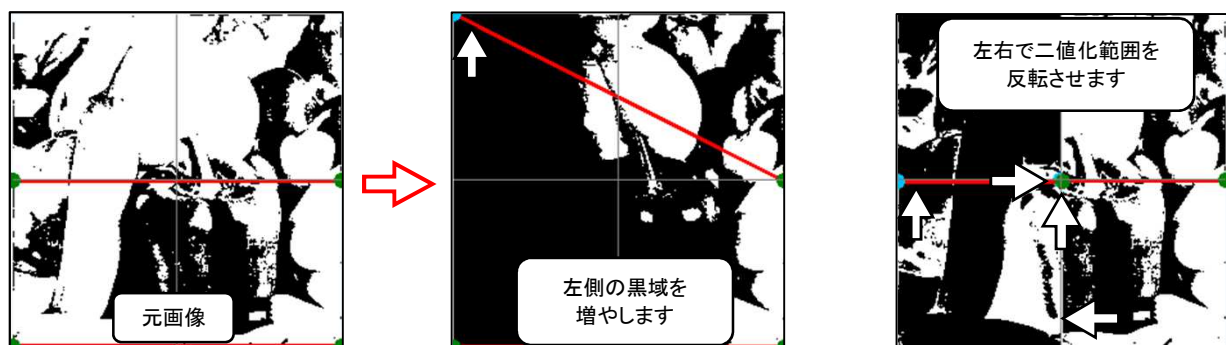 元画像
左側の黒域を
増やします
左右で二値化範囲を
反転させます